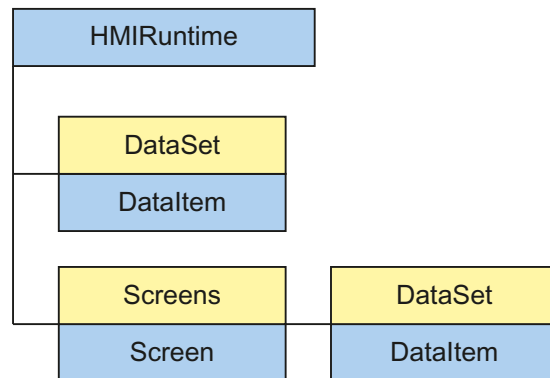 HMIRuntime
DataSet
DataItem
Screens
DataSet
Screen
DataItem